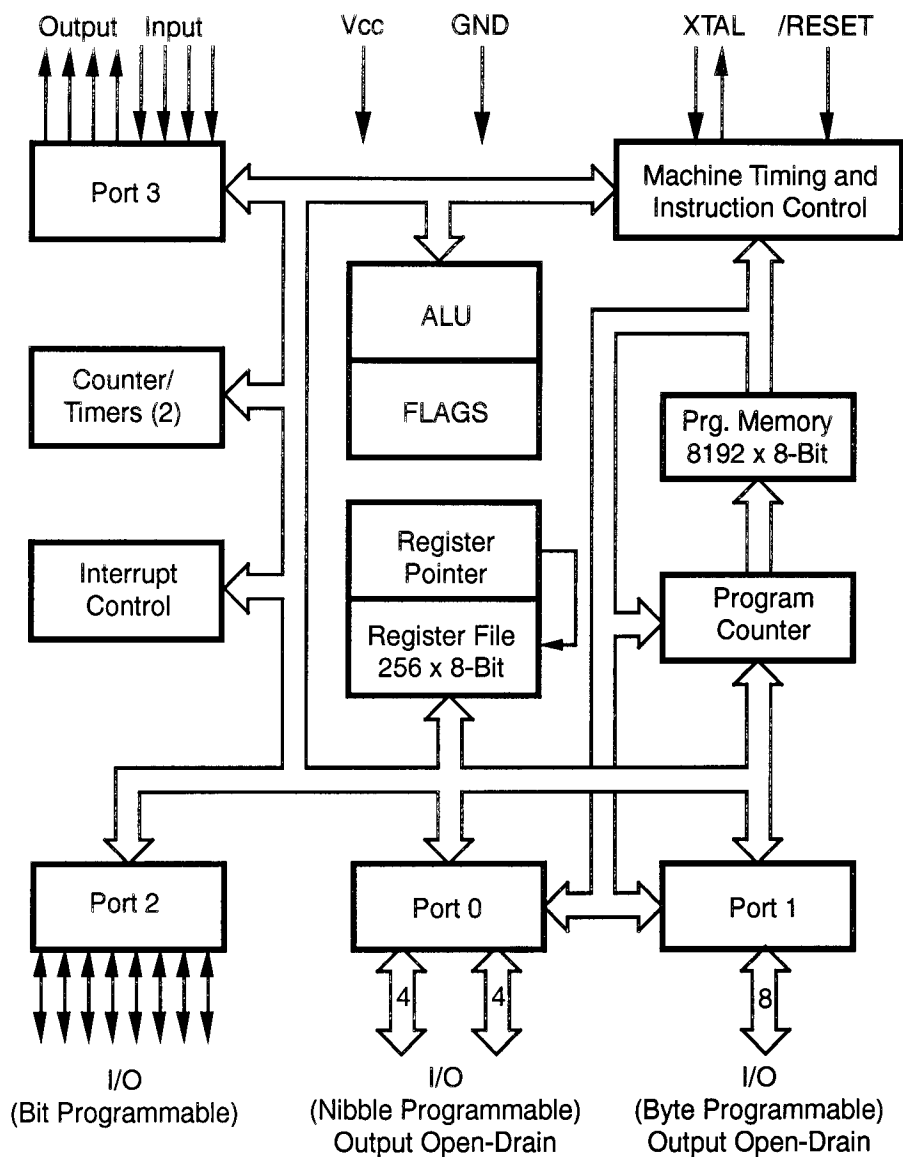 Output Input Vcc GND XTAL /RESET
Port 3
Machine Timing and
Instruction Control
ALU
FLAGS
Counter/
Timers (2)
Prg. Memory
8192 x 8-Bit
Register
Pointer
Interrupt
Control
Program
Counter
Register File
256 x 8-Bit
Port 2
Port 0
Port 1
4
4
8
I/O
(Bit Programmable)
I/O
(Nibble Programmable)
Output Open-Drain
I/O
(Byte Programmable)
Output Open-Drain